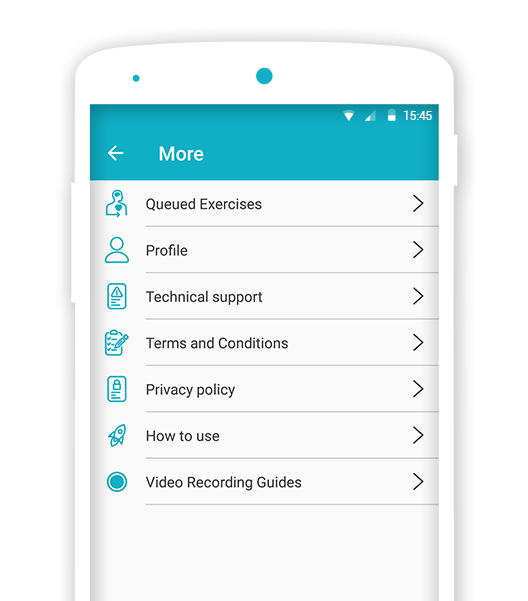 15:45
More
Queued Exercises
Profile
Technical support
Terms and Conditions
Privacy policy
How to use
Video Recording Guides